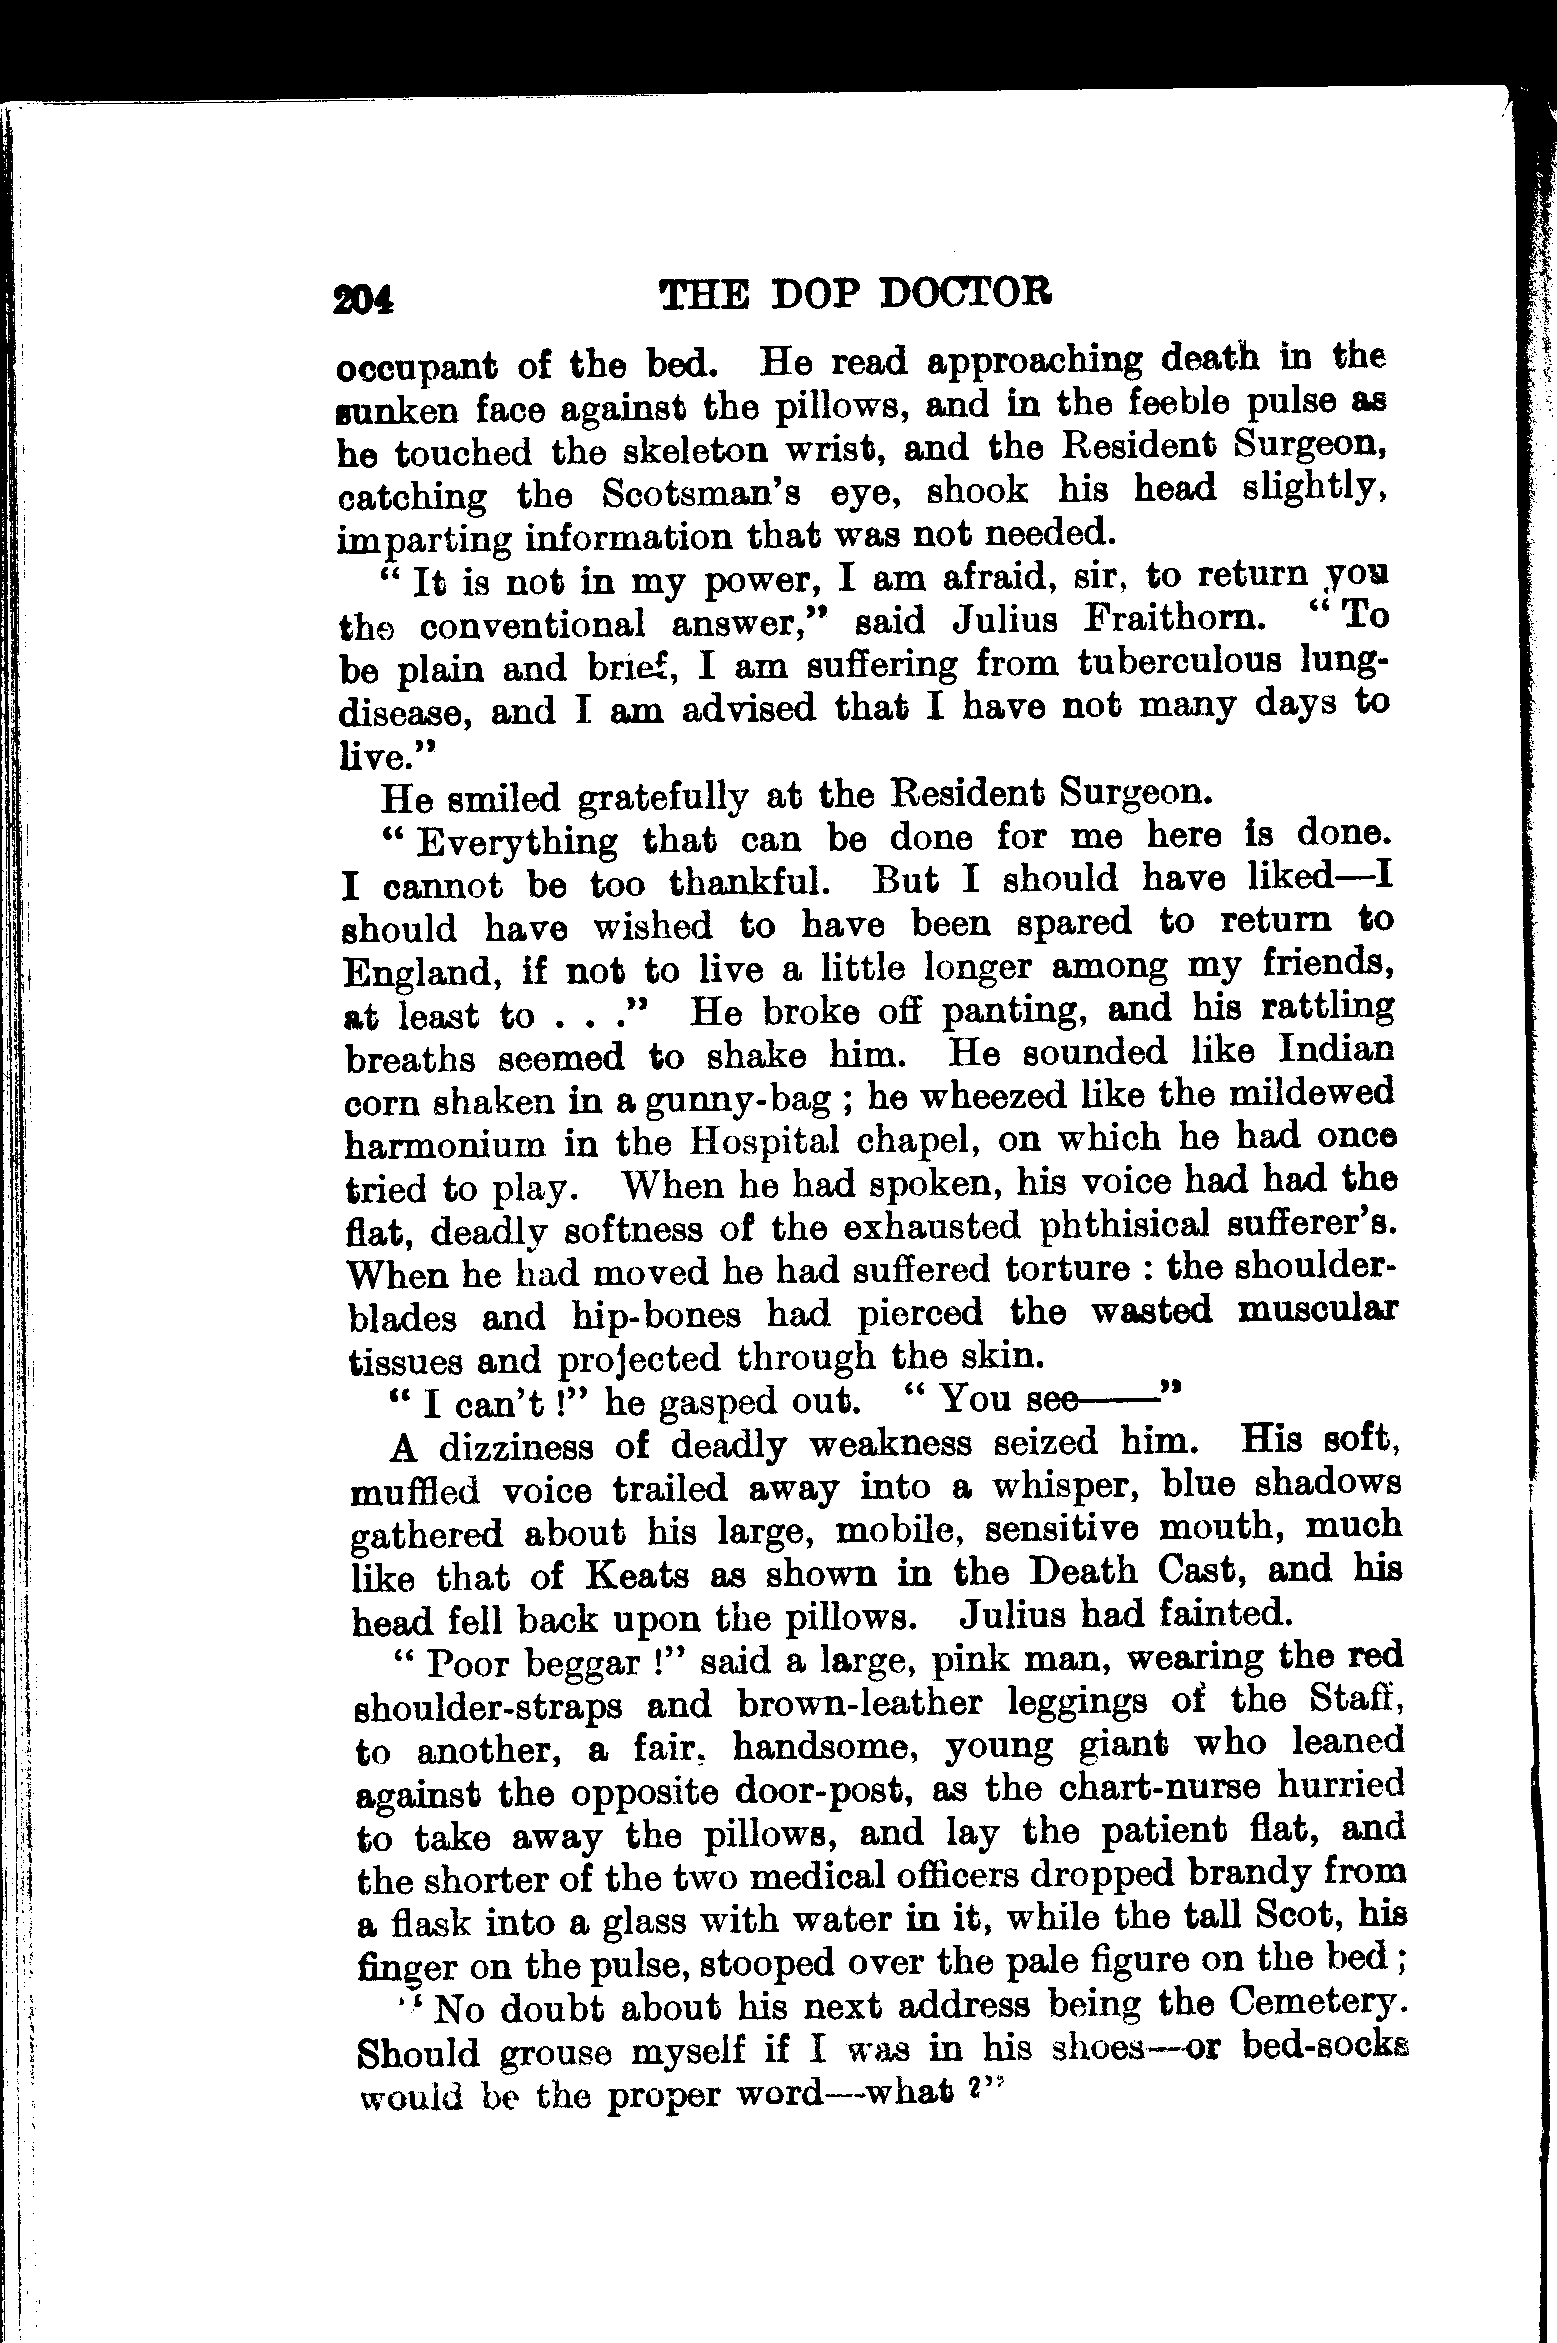 204 THE DOP DOCTOR
occupant of the bed. He read approaching death in the
sunken face against the pillows, and in the feeble pulse as
he touched the skeleton wrist, and the Resident Surgeon,
catching the Scotsman's eye, shook his head slightly,
imparting information that was not needed.
“ It is not in my power, I am afraid, sir, to return you
the conventional answer,” said Julius Fraithorn. “ To
be plain and brief, I am suffering from tuberculous lung-
disease, and I am advised that I have not many days to
live.”
He smiled gratefully at the Resident Surgeon.
“ Everything that can be done for me here is done.
I cannot be too thankful. But I should have liked—I
should have wished to have been spared to return to
England, if not to live a little longer among my friends,
at least to . . .” He broke off panting, and his rattling
breaths seemed to shake him. He sounded like Indian
corn shaken in a gunny-bag ; he wheezed like the mildewed
harmonium in the Hospital chapel, on which he had once
tried to play. When he had spoken, his voice had had the
flat, deadly softness of the exhausted phthisical sufferer's.
When he had moved he had suffered torture : the shoulder-
blades and hip-bones had pierced the wasted muscular
tissues and projected through the skin.
“ I can't !” he gasped out. “ You see——”
A dizziness of deadly weakness seized him. His soft,
muffled voice trailed away into a whisper, blue shadows
gathered about his large, mobile, sensitive mouth, much
like that of Keats as shown in the Death Cast, and his
head fell back upon the pillows. Julius had fainted.
“ Poor beggar !” said a large, pink man, wearing the red
shoulder-straps and brown-leather leggings of the Staff,
to another, a fair, handsome, young giant who leaned
against the opposite door-post, as the chart-nurse hurried
to take away the pillows, and lay the patient flat, and
the shorter of the two medical officers dropped brandy from
a flask into a glass with water in it, while the tall Scot, his
finger on the pulse, stooped over the pale figure on the bed ;
“ No doubt about his next address being the Cemetery.
Should grouse myself if I was in his shoes—or bed-socks
would be the proper word—what ?”